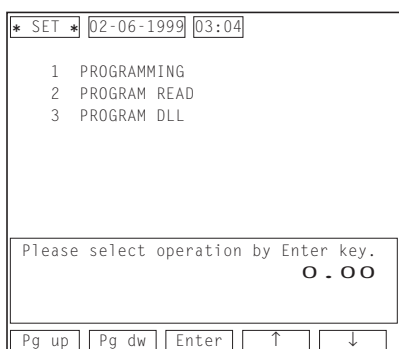 * SET * 02-06-1999 03:04
1 PROGRAMMING
2 PROGRAM READ
3 PROGRAM DLL
Please select operation by Enter key.
0.00
Pg up Pg dw Enter ↑ ↓